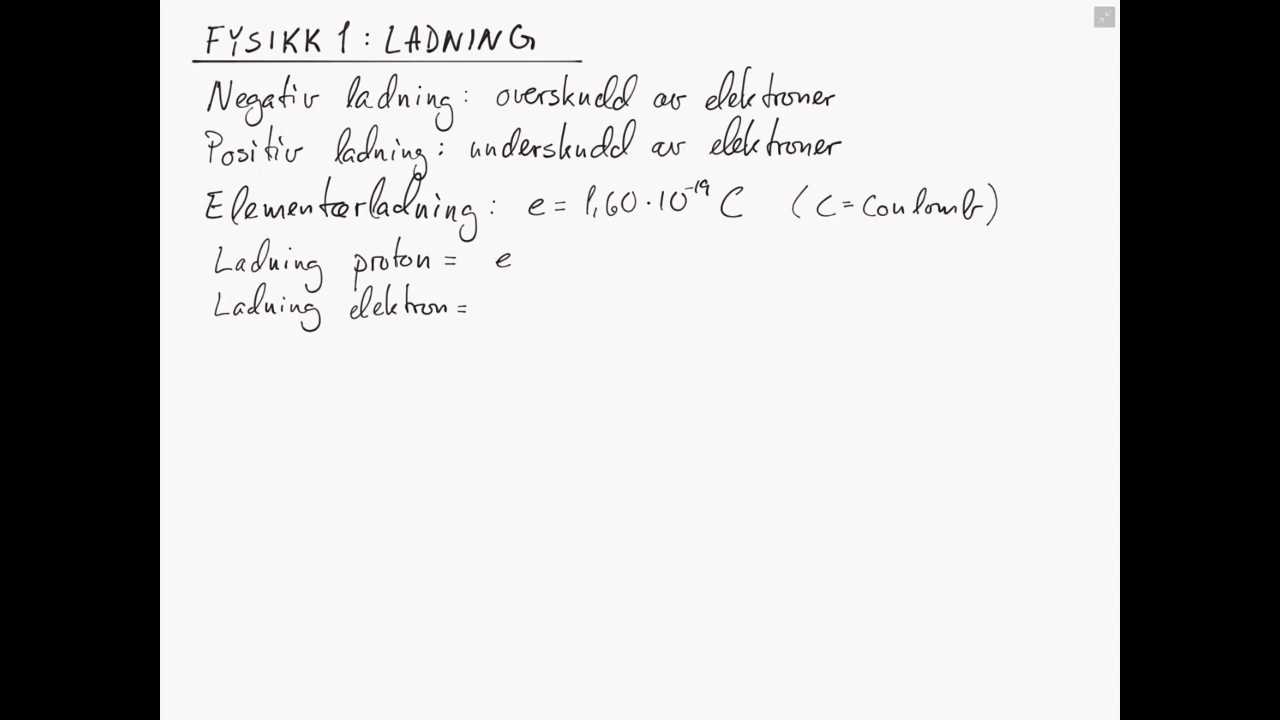 FYSIKK 1: LADNING
Negativ ladning: overskudd av elektroner
Positiv ladning: underskudd av elektroner
Elementærladning: e = 1,60·10⁻¹⁹ C (C = Coulomb)
Ladning proton = e
Ladning elektron =